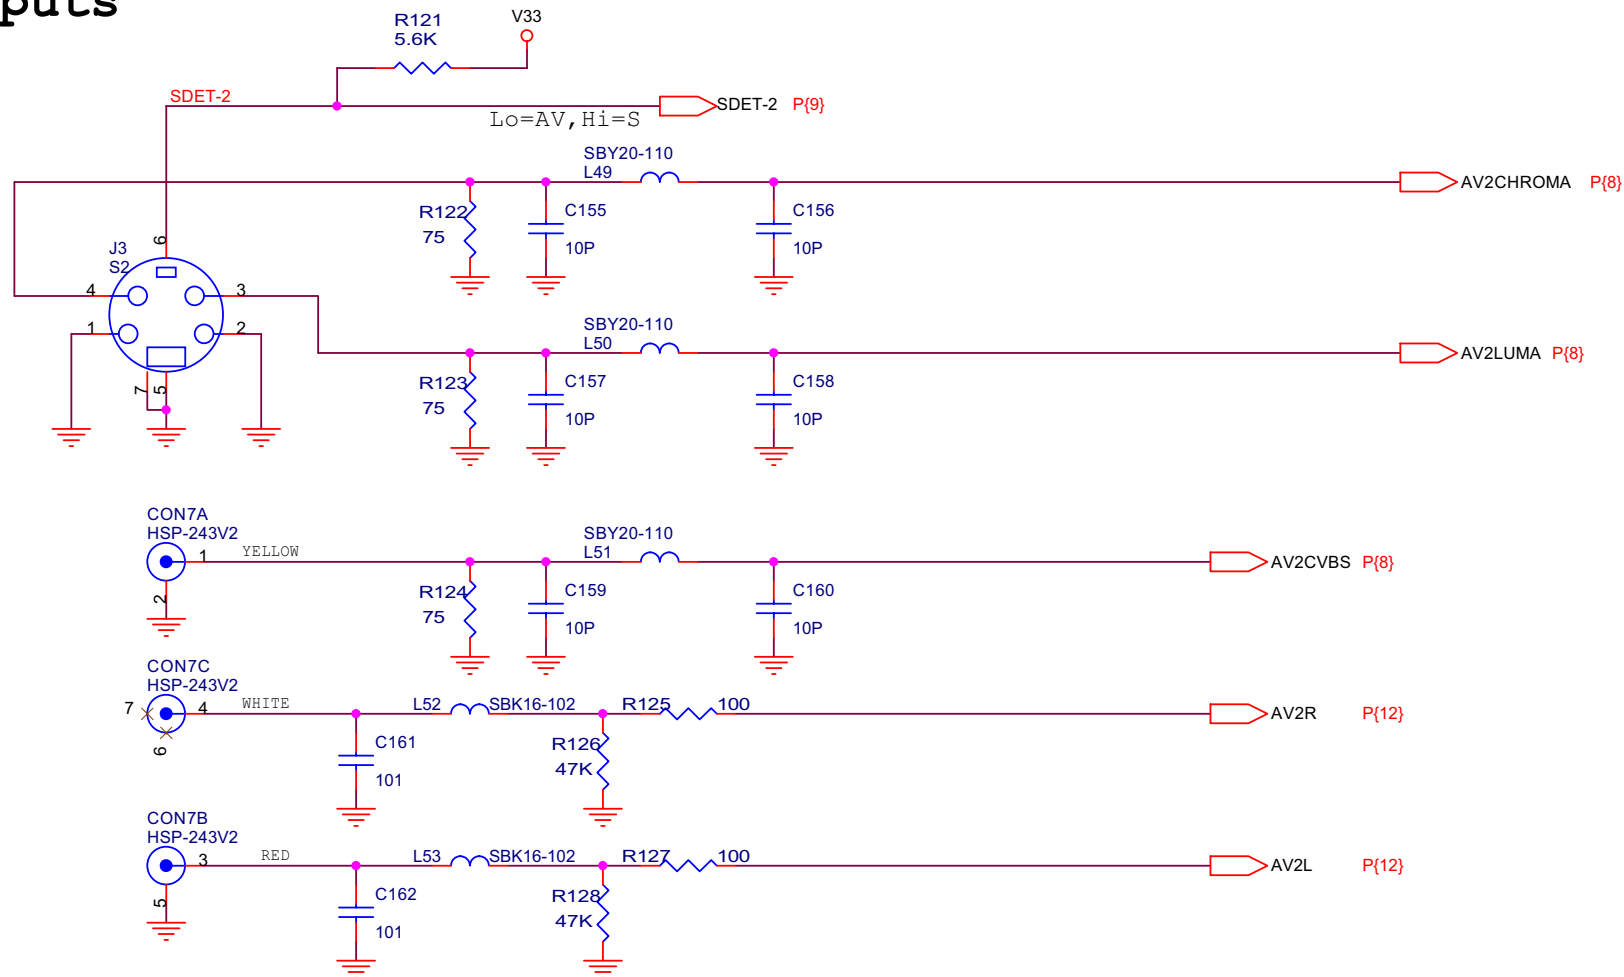 puts
R121
5.6K
V33
SDET-2
SDET-2 P{9}
Lo=AV,Hi=S
SBY20-110
L49
AV2CHROMA P{8}
R122
75
C155
10P
C156
10P
J3
S2
6
4
3
1
2
7
5
SBY20-110
L50
AV2LUMA P{8}
R123
75
C157
10P
C158
10P
CON7A
HSP-243V2
1
YELLOW
2
SBY20-110
L51
AV2CVBS P{8}
R124
75
C159
10P
C160
10P
CON7C
HSP-243V2
7
4
WHITE
6
L52
SBK16-102
R125
100
AV2R P{12}
C161
101
R126
47K
CON7B
HSP-243V2
3
RED
5
L53
SBK16-102
R127
100
AV2L P{12}
C162
101
R128
47K